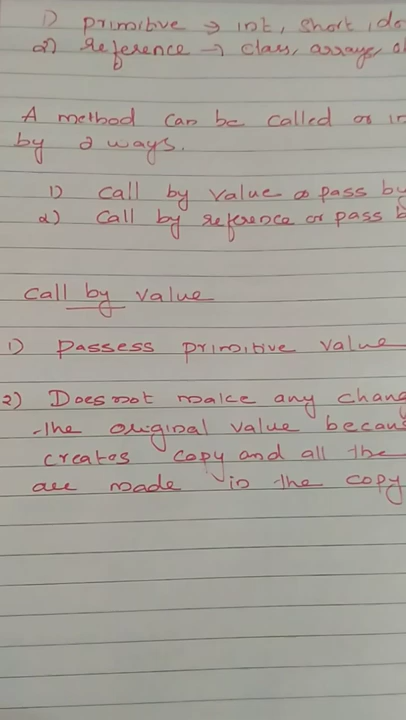 1) primitive → int, short, do
2) reference → class, arrays,
A method can be called or in
by 2 ways.
1) call by value or pass by
2) call by reference or pass b
Call by value
1) Passess primitive value
2) Does not make any chang
the original value becaus
creates copy and all the
are made in the copy